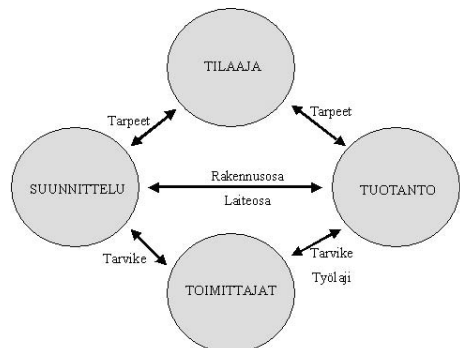 TILAAJA
Tarpeet
Tarpeet
SUUNNITTELU
Rakennusosa
Laiteosa
TUOTANTO
Tarvike
Tarvike
Työlaji
TOIMITTAJAT